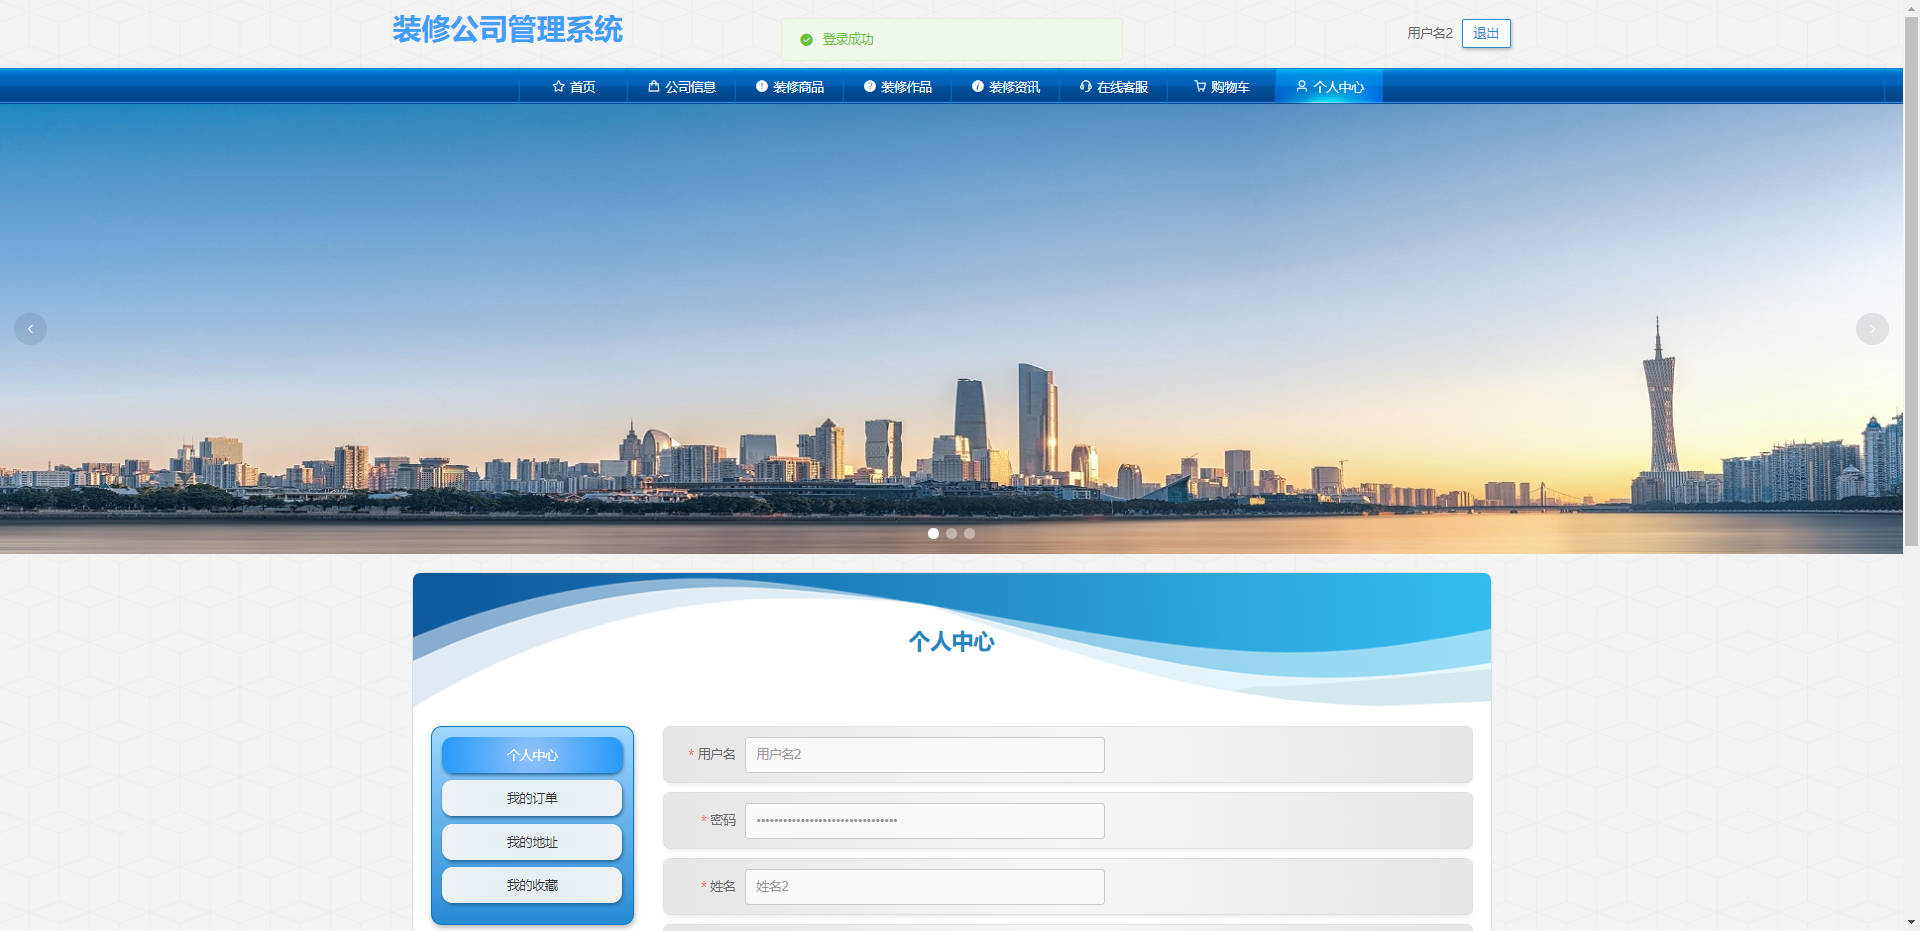 装修公司管理系统
登录成功
用户名2 退出
首页 公司信息 装修商品 装修作品 装修资讯 在线客服 购物车 个人中心
个人中心
个人中心
我的订单
我的地址
我的收藏
* 用户名 用户名2
* 密码 ••••••••••••••••••••••••••••••••
* 姓名 姓名2